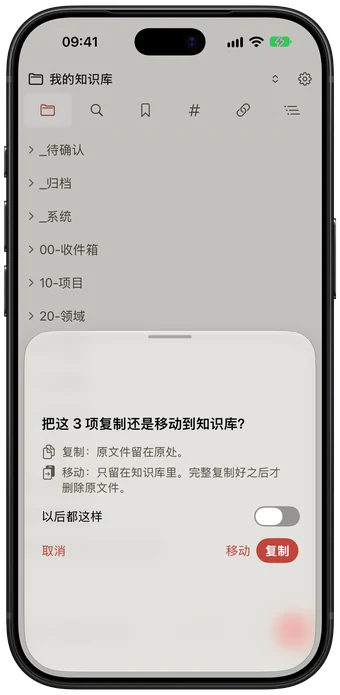 09:41
我的知识库
_待确认
_归档
_系统
00-收件箱
10-项目
20-领域
把这 3 项复制还是移动到知识库?
复制：原文件留在原处。
移动：只留在知识库里。完整复制好之后才
删除原文件。
以后都这样
取消 移动 复制